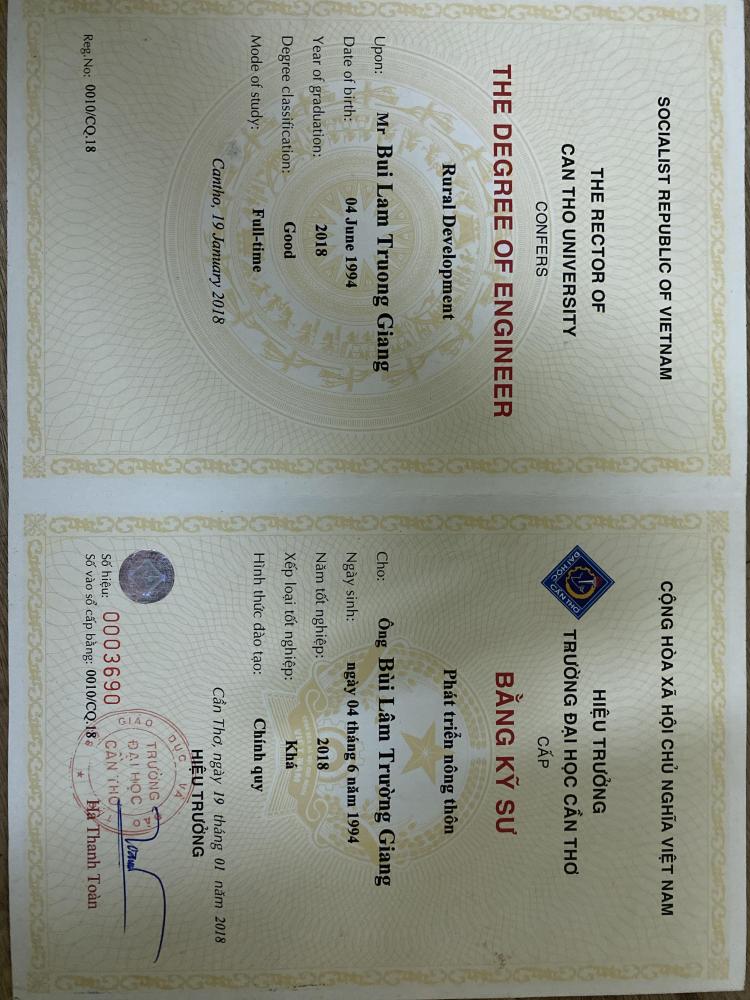 SOCIALIST REPUBLIC OF VIETNAM
THE RECTOR OF
CAN THO UNIVERSITY
CONFERS
THE DEGREE OF ENGINEER
Rural Development
Upon: Mr Bui Lam Truong Giang
Date of birth: 04 June 1994
Year of graduation: 2018
Degree classification: Good
Mode of study: Full-time
Cantho, 19 January 2018
Reg.No: 0010/CQ.18
CỘNG HÒA XÃ HỘI CHỦ NGHĨA VIỆT NAM
ĐẠI HỌC CẦN THƠ
HIỆU TRƯỞNG
TRƯỜNG ĐẠI HỌC CẦN THƠ
CẤP
BẰNG KỸ SƯ
Phát triển nông thôn
Cho: Ông Bùi Lâm Trường Giang
Ngày sinh: ngày 04 tháng 6 năm 1994
Năm tốt nghiệp: 2018
Xếp loại tốt nghiệp: Khá
Hình thức đào tạo: Chính quy
Cần Thơ, ngày 19 tháng 01 năm 2018
HIỆU TRƯỞNG
GIÁO DỤC VÀ
TRƯỜNG
ĐẠI HỌC
CẦN THƠ
Số hiệu: 0003690
Số vào sổ cấp bằng: 0010/CQ.18
Hà Thanh Toàn